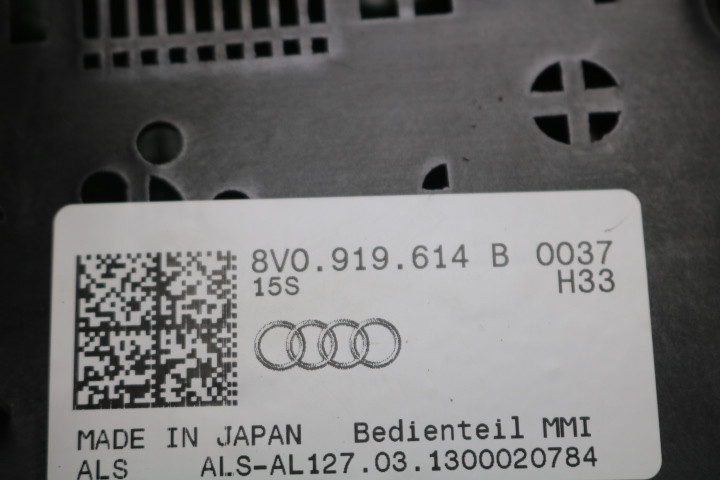 8V0.919.614 B 0037
15S H33
MADE IN JAPAN Bedienteil MMI
ALS ALS-AL127.03.1300020784